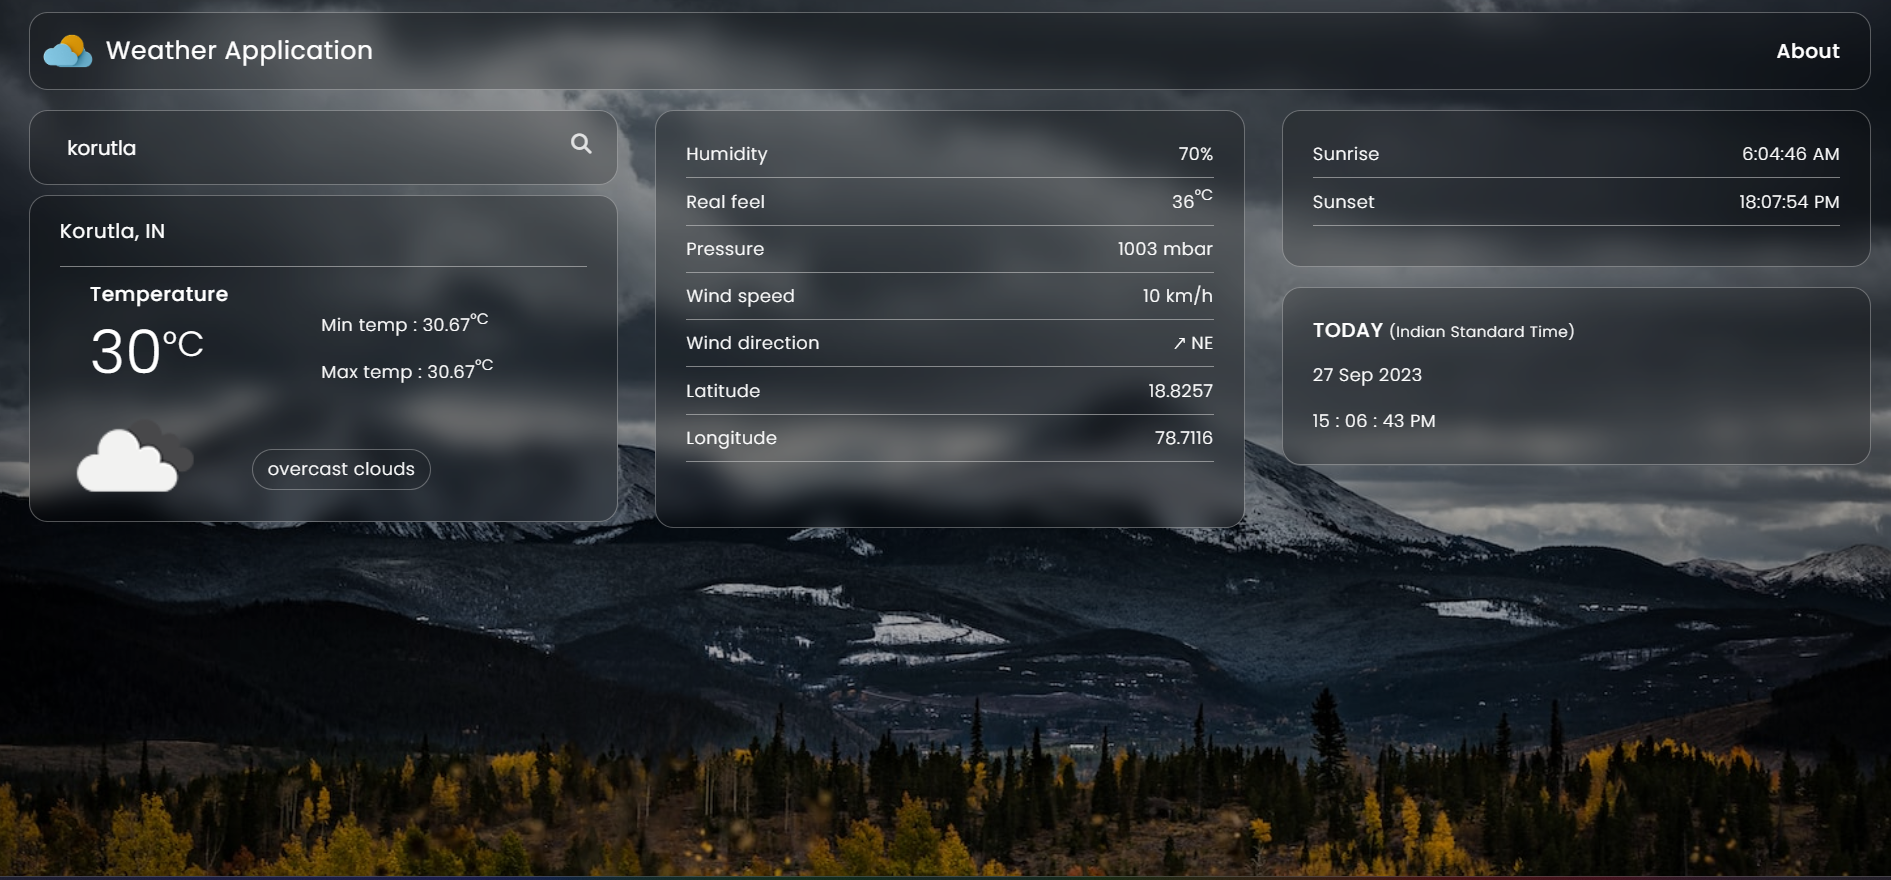 Weather Application
About
korutla
Korutla, IN
Temperature
30°C
Min temp : 30.67°C
Max temp : 30.67°C
overcast clouds
Humidity 70%
Real feel 36°C
Pressure 1003 mbar
Wind speed 10 km/h
Wind direction ↗ NE
Latitude 18.8257
Longitude 78.7116
Sunrise 6:04:46 AM
Sunset 18:07:54 PM
TODAY (Indian Standard Time)
27 Sep 2023
15 : 06 : 43 PM